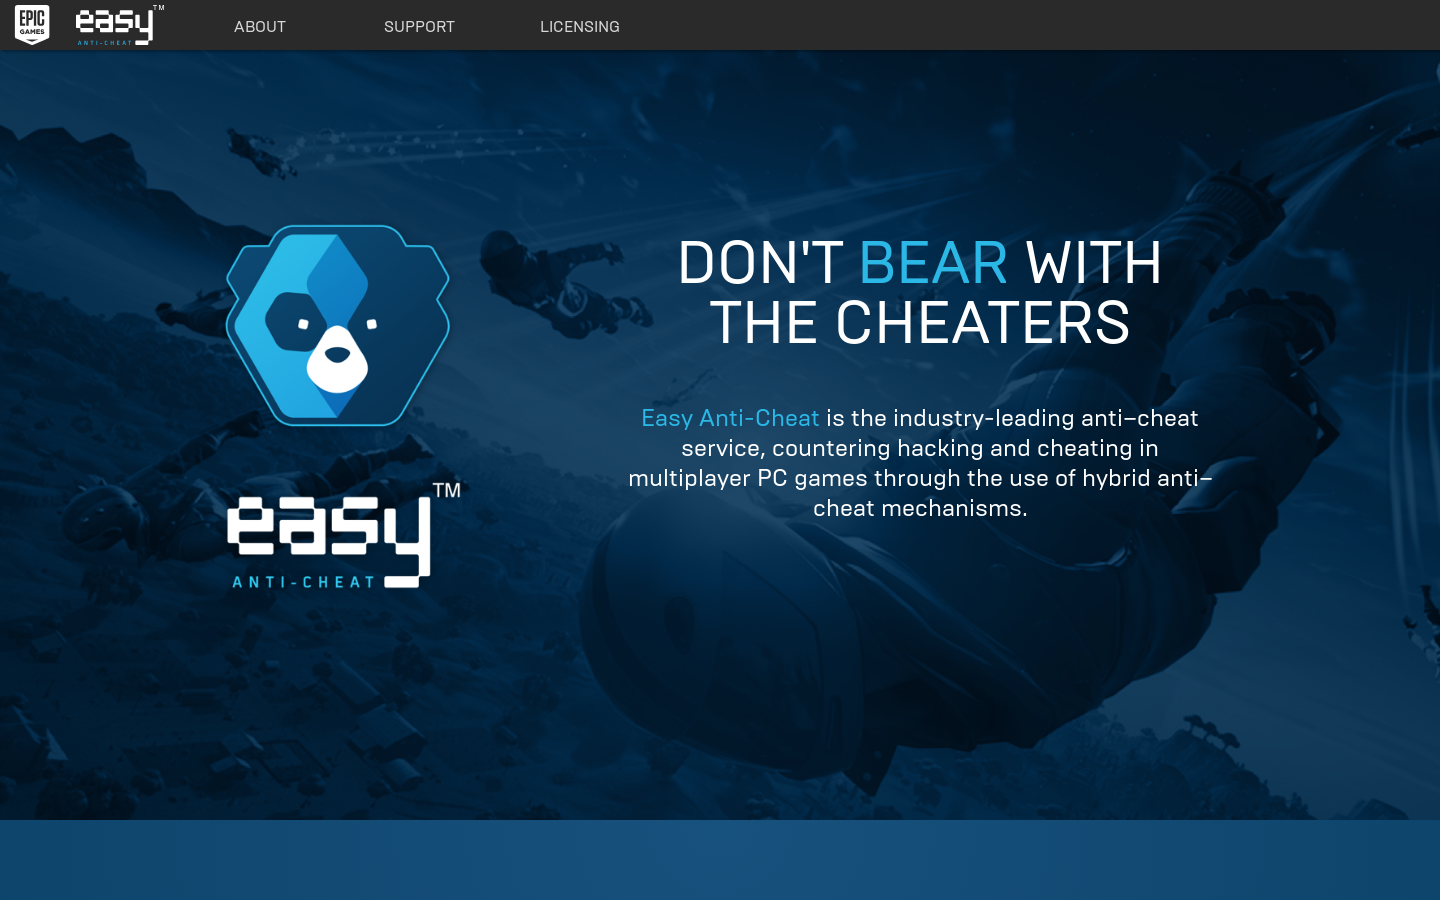 EPIC
GAMES
easy™
ANTI-CHEAT
ABOUT
SUPPORT
LICENSING
DON'T BEAR WITH
THE CHEATERS
Easy Anti-Cheat is the industry-leading anti–cheat
service, countering hacking and cheating in
multiplayer PC games through the use of hybrid anti–
cheat mechanisms.
easy™
ANTI-CHEAT